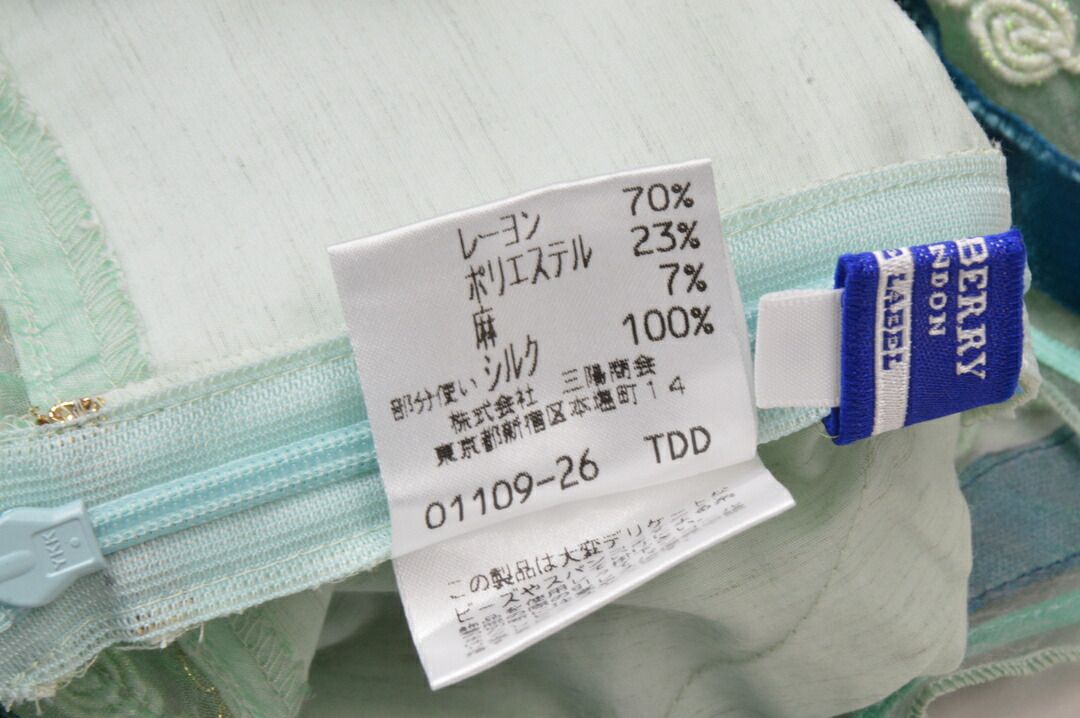 レーヨン 70%
ポリエステル 23%
麻 7%
部分使い シルク 100%
株式会社 三陽商会
東京都新宿区本塩町14
01109-26 TDD
この製品は大変デリケート
ビーズやスパン
BERRY
NDON
LABEL
YKK